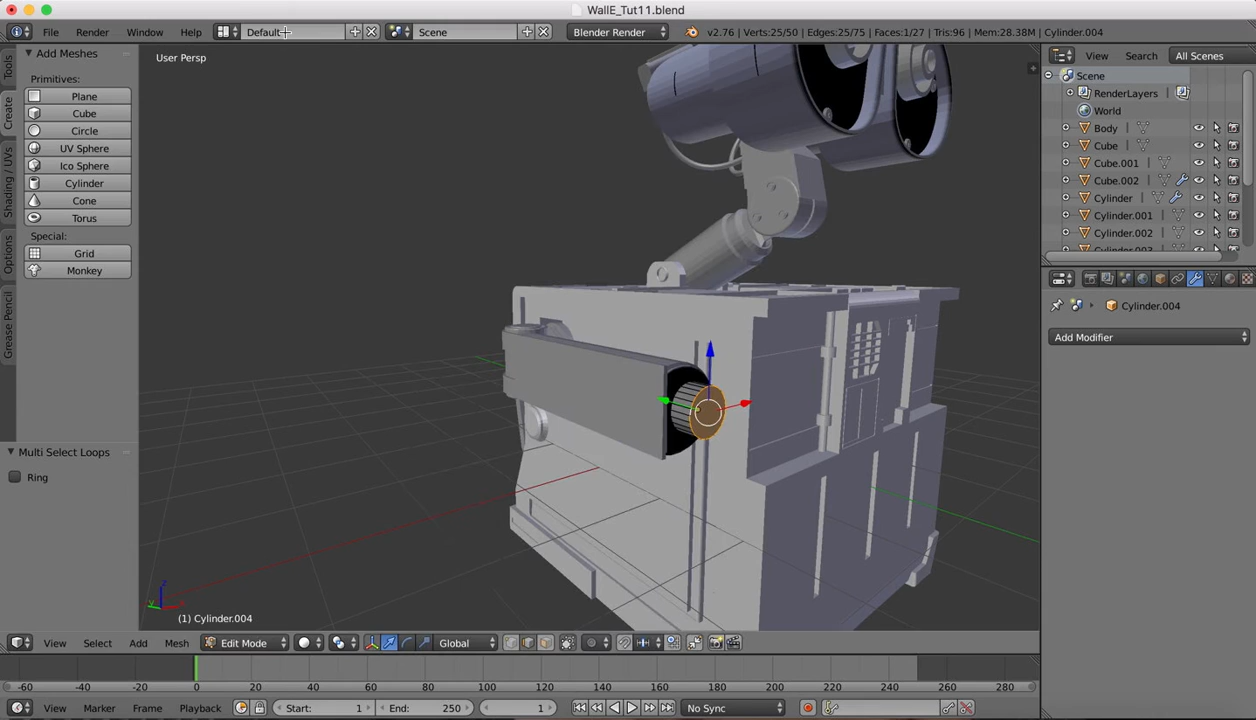 WallE_Tut11.blend
File Render Window Help Default Scene Blender Render v2.76 | Verts:25/50 | Edges:25/75 | Faces:1/27 | Tris:96 | Mem:28.38M | Cylinder.004
Add Meshes
Primitives:
Plane
Cube
Circle
UV Sphere
Ico Sphere
Cylinder
Cone
Torus
Special:
Grid
Monkey
Multi Select Loops
Ring
Tools
Create
Shading / UVs
Options
Grease Pencil
User Persp
(1) Cylinder.004
View Search All Scenes
Scene
RenderLayers
World
Body
Cube
Cube.001
Cube.002
Cylinder
Cylinder.001
Cylinder.002
Cylinder.003
Cylinder.004
Add Modifier
View Select Add Mesh Edit Mode Global
-60 -40 -20 0 20 40 60 80 100 120 140 160 180 200 220 240 260 280
View Marker Frame Playback Start: 1 End: 250 1 No Sync